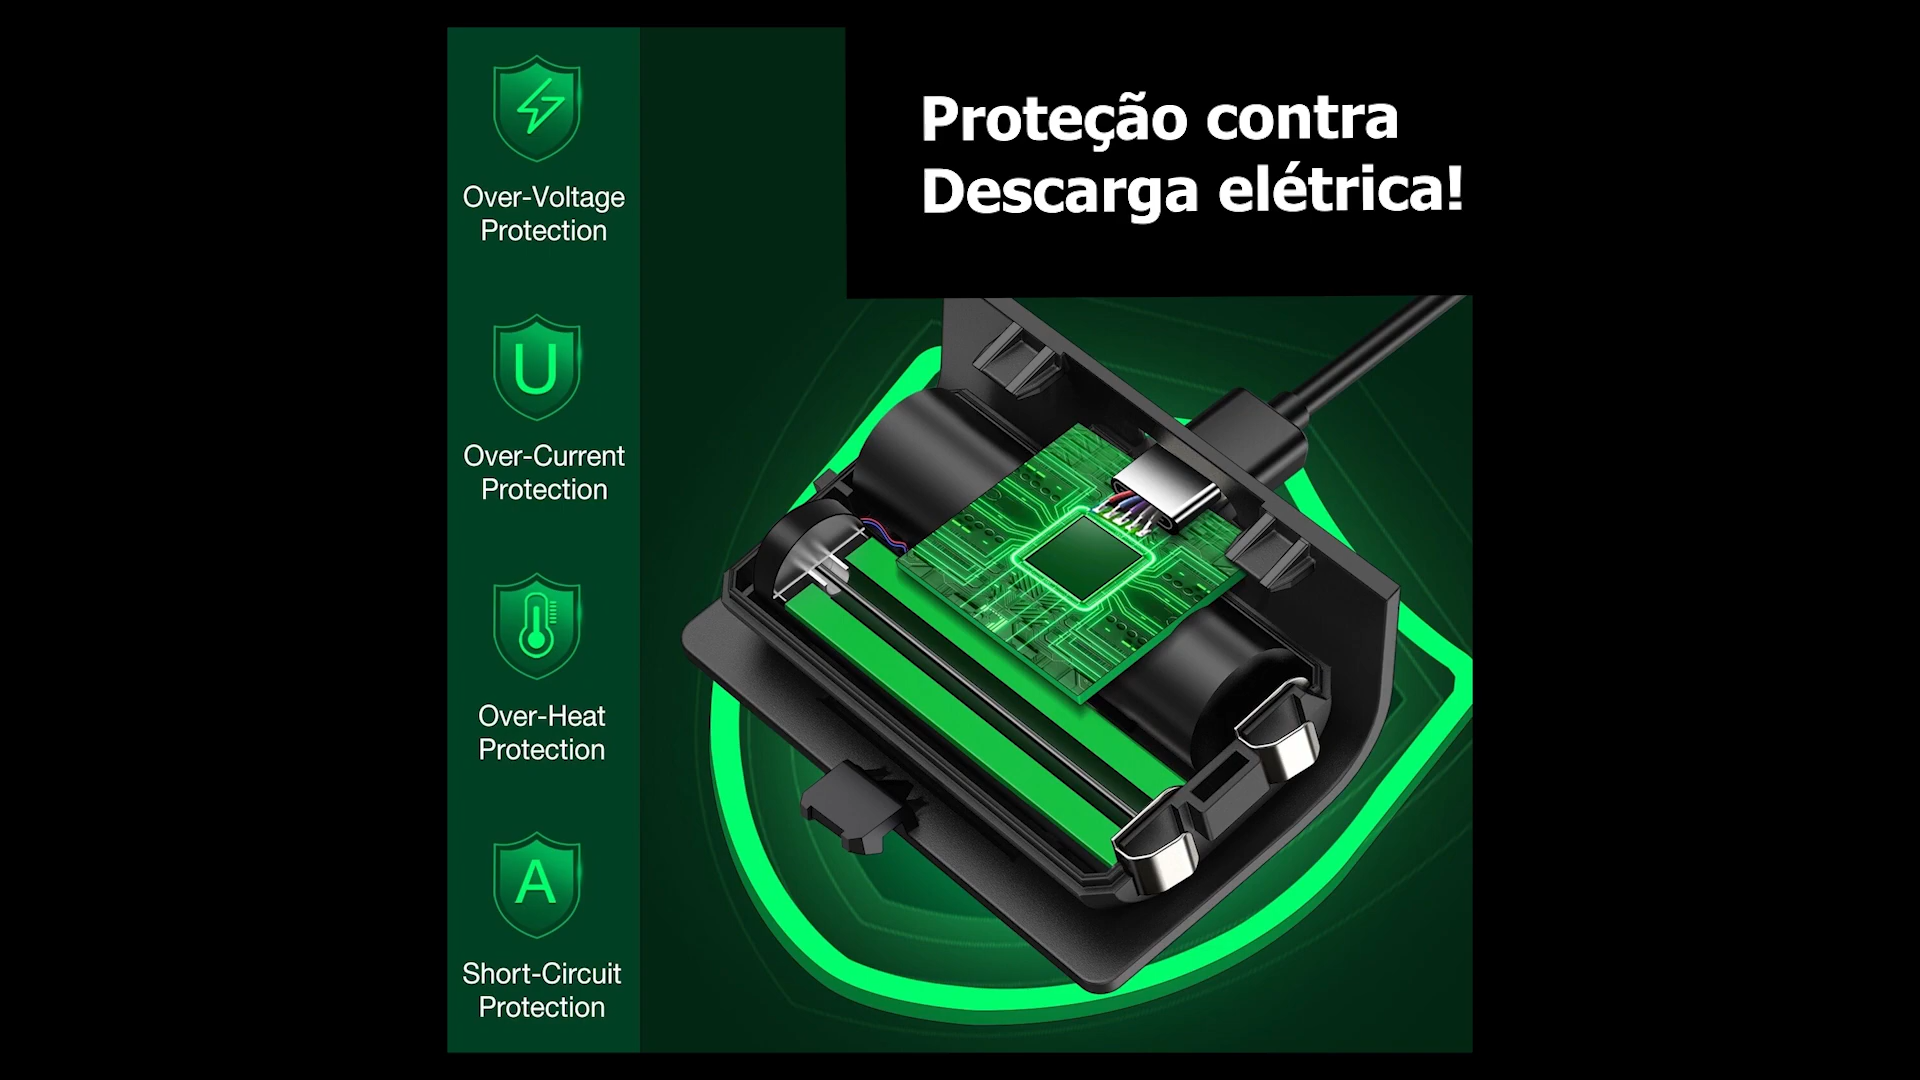 Proteção contra
Descarga elétrica!
Over-Voltage
Protection
U
Over-Current
Protection
Over-Heat
Protection
A
Short-Circuit
Protection